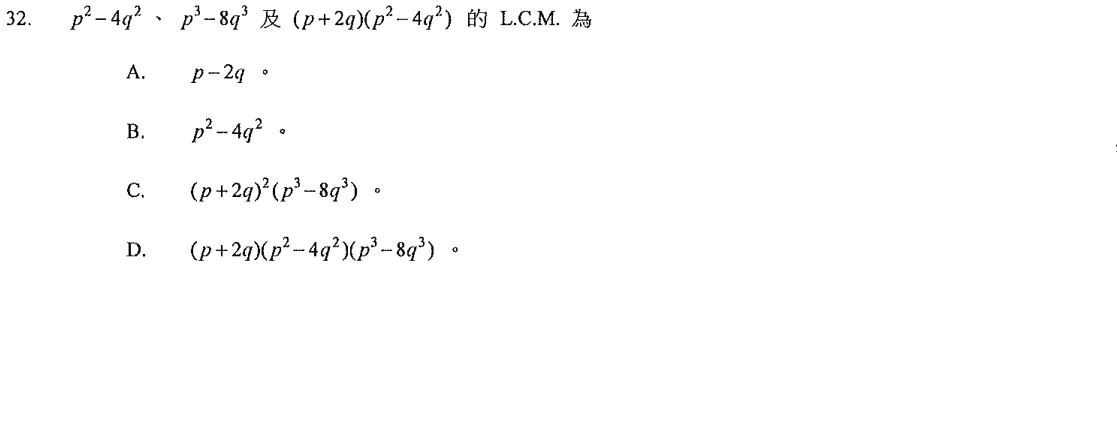 32. p²−4q² 、 p³−8q³ 及 (p+2q)(p²−4q²) 的 L.C.M. 為
A. p−2q 。
B. p²−4q² 。
C. (p+2q)²(p³−8q³) 。
D. (p+2q)(p²−4q²)(p³−8q³) 。